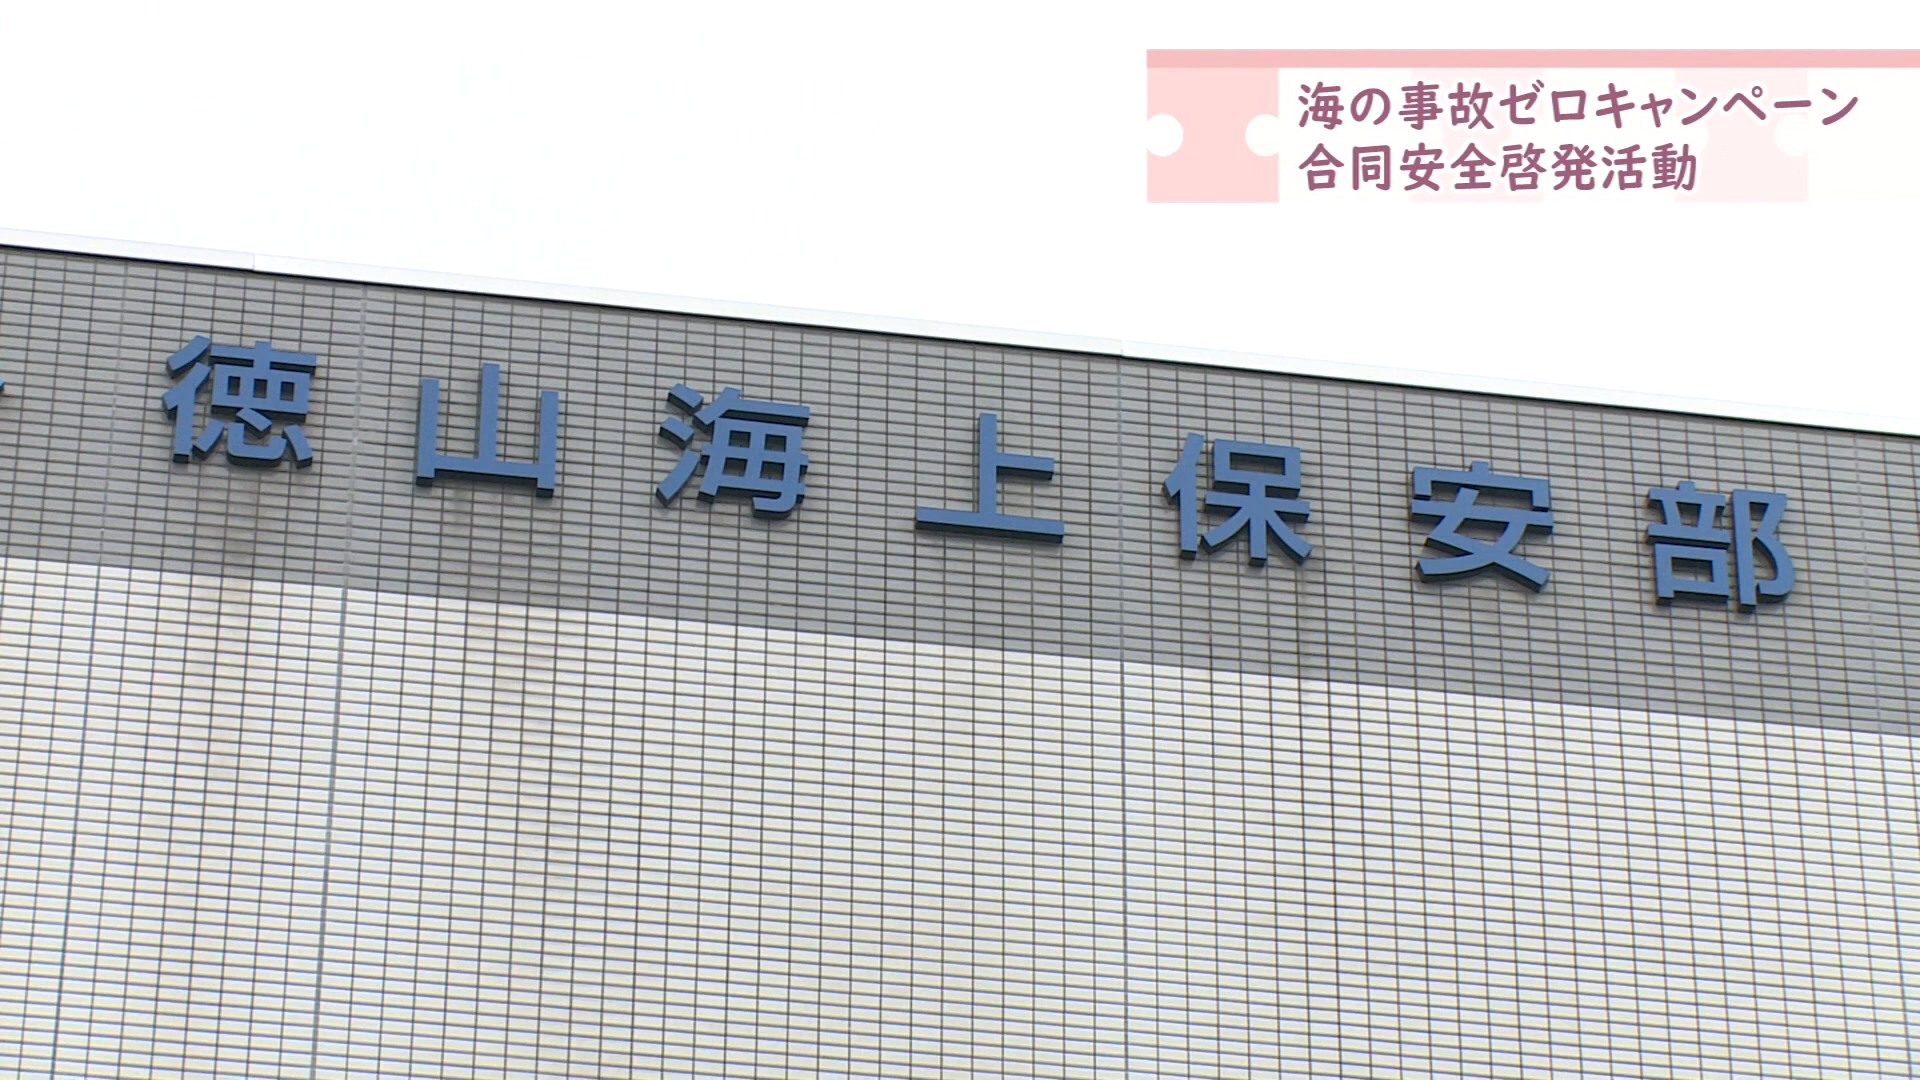 海の事故ゼロキャンペーン
合同安全啓発活動
徳山海上保安部